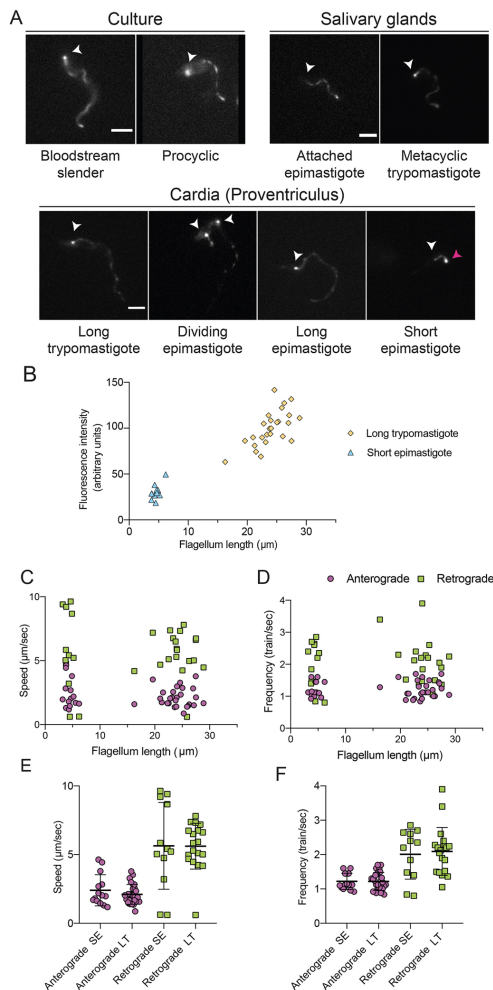 A
Culture
Salivary glands
Bloodstream
slender
Procyclic
Attached
epimastigote
Metacyclic
trypomastigote
Cardia (Proventriculus)
Long
trypomastigote
Dividing
epimastigote
Long
epimastigote
Short
epimastigote
B
Fluorescence intensity
(arbitrary units)
150
100
50
0
0
10
20
30
Flagellum length (μm)
Long trypomastigote
Short epimastigote
C
Speed (μm/sec)
10
5
0
0
10
20
30
Flagellum length (μm)
D
Anterograde
Retrograde
Frequency (train/sec)
4
3
2
1
0
0
10
20
30
Flagellum length (μm)
E
Speed (μm/sec)
10
5
0
Anterograde SE
Anterograde LT
Retrograde SE
Retrograde LT
F
Frequency (train/sec)
4
3
2
1
0
Anterograde SE
Anterograde LT
Retrograde SE
Retrograde LT